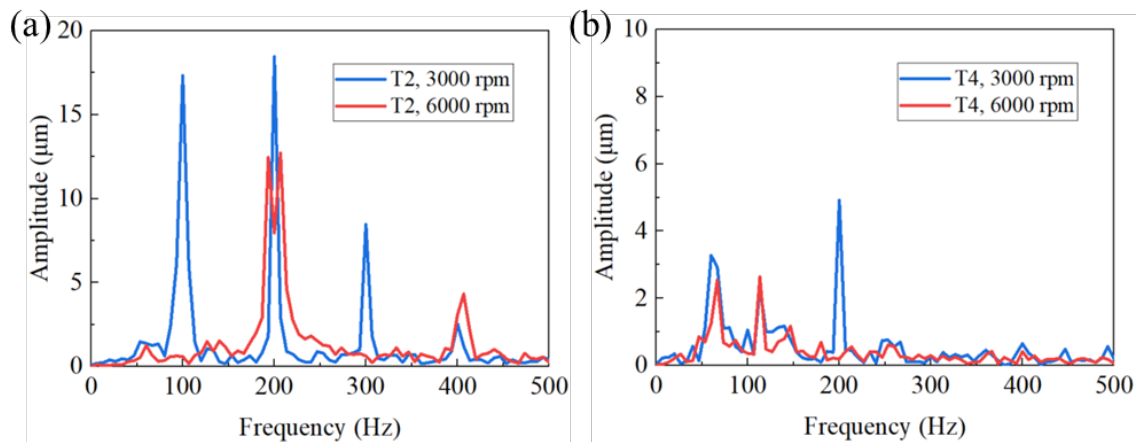 (a)
20
15
10
5
0
Amplitude (μm)
T2, 3000 rpm
T2, 6000 rpm
0 100 200 300 400 500
Frequency (Hz)
(b)
10
8
6
4
2
0
Amplitude (μm)
T4, 3000 rpm
T4, 6000 rpm
0 100 200 300 400 500
Frequency (Hz)